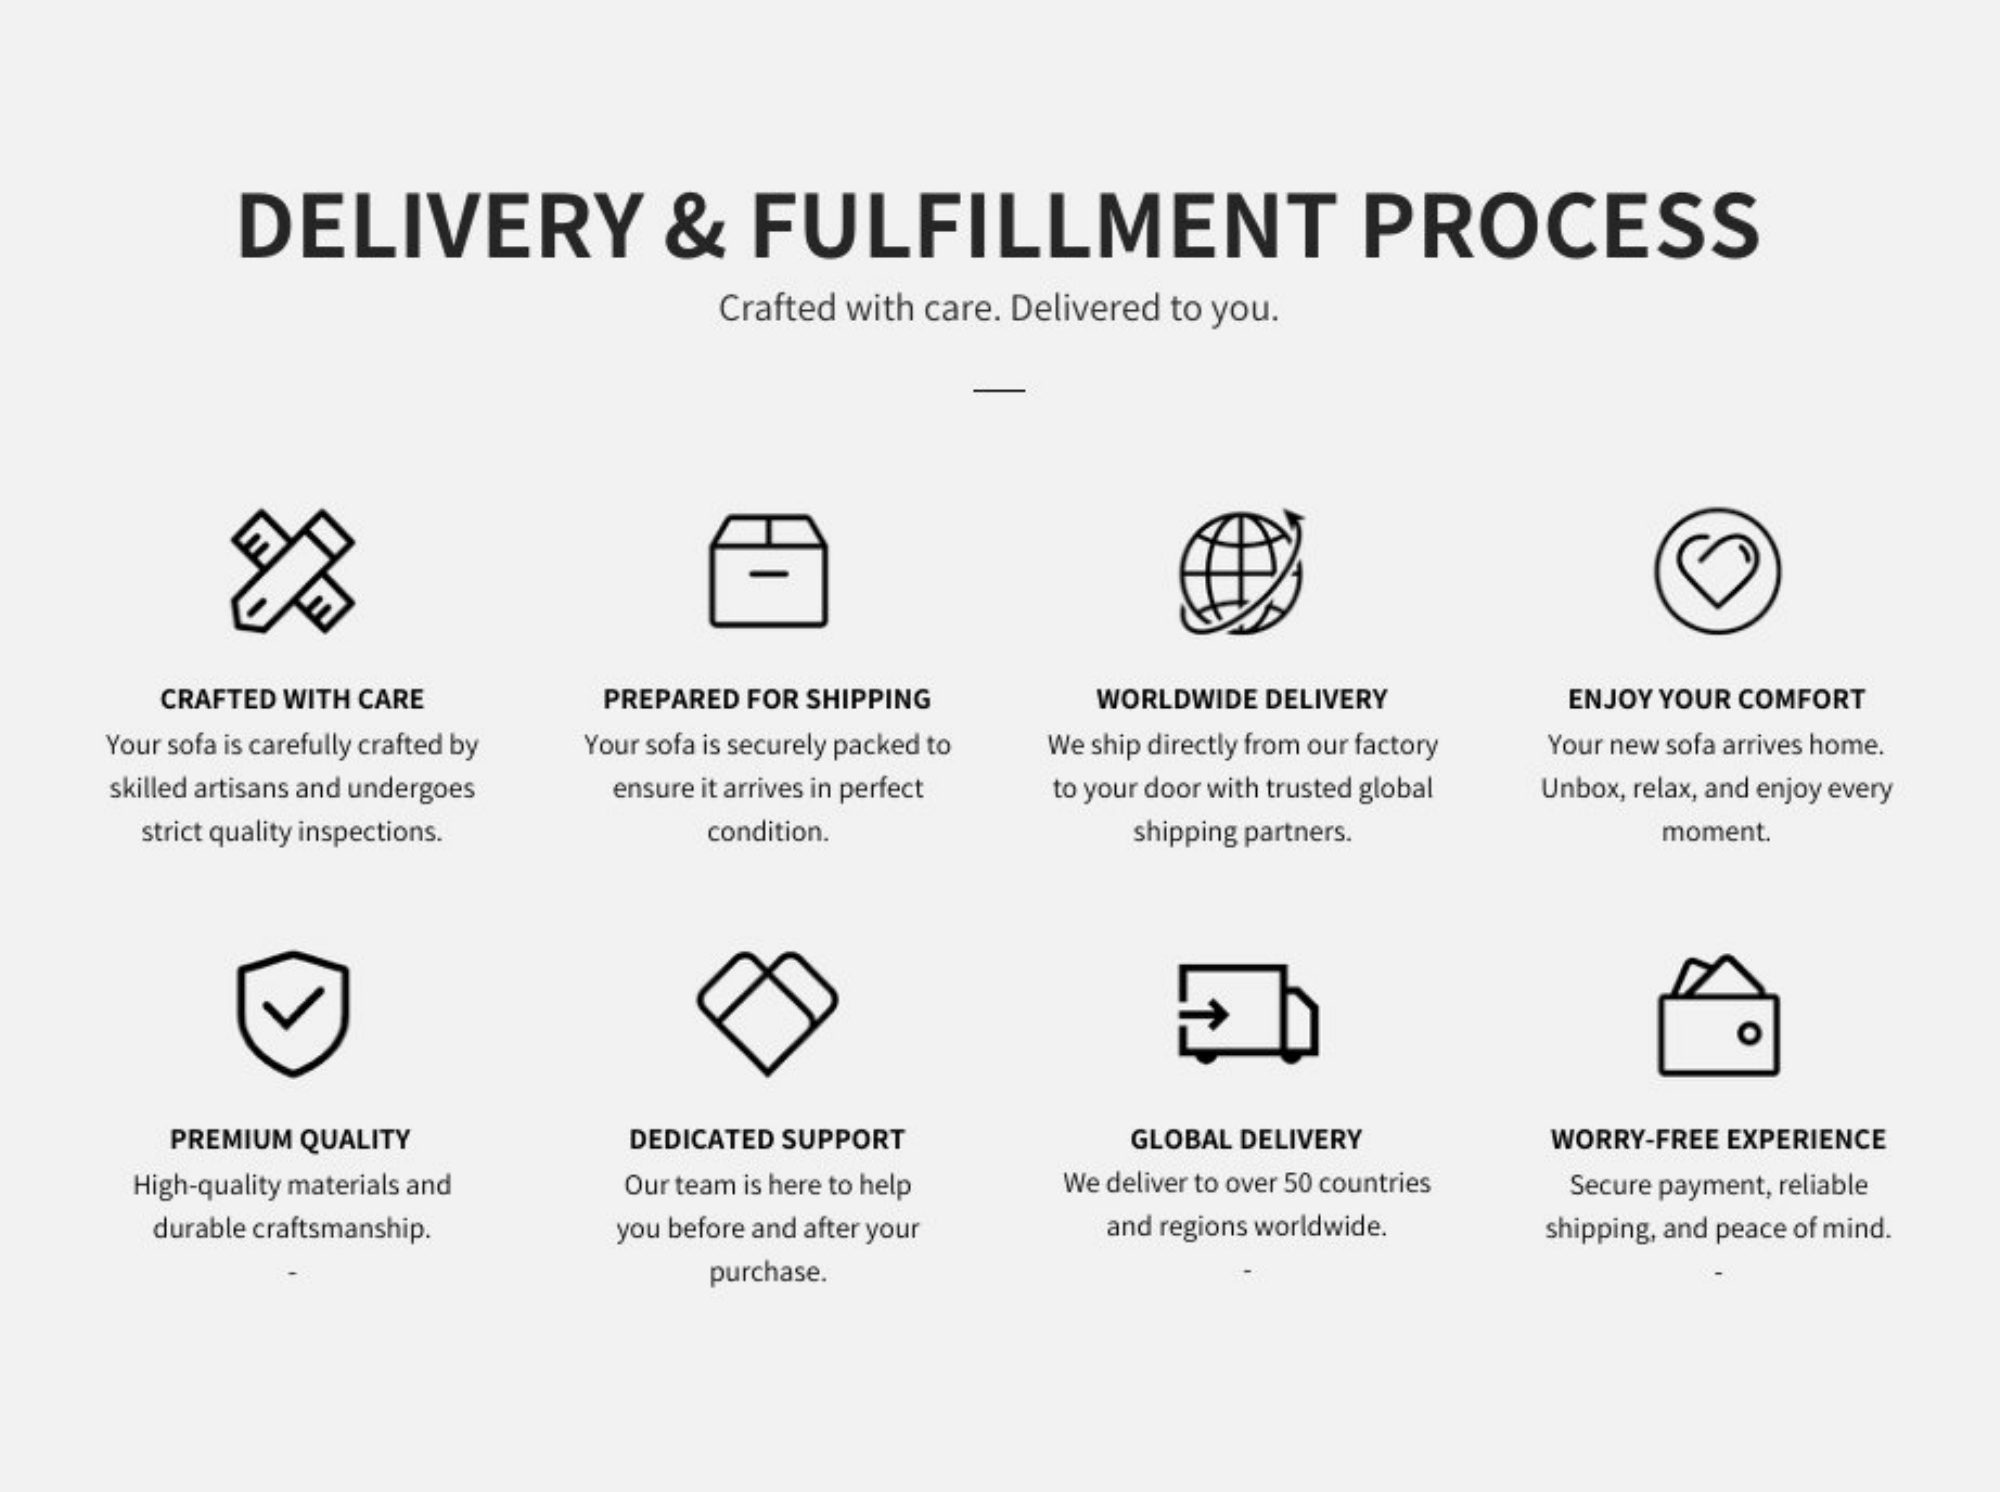 DELIVERY & FULFILLMENT PROCESS
Crafted with care. Delivered to you.
CRAFTED WITH CARE
Your sofa is carefully crafted by
skilled artisans and undergoes
strict quality inspections.
PREPARED FOR SHIPPING
Your sofa is securely packed to
ensure it arrives in perfect
condition.
WORLDWIDE DELIVERY
We ship directly from our factory
to your door with trusted global
shipping partners.
ENJOY YOUR COMFORT
Your new sofa arrives home.
Unbox, relax, and enjoy every
moment.
PREMIUM QUALITY
High-quality materials and
durable craftsmanship.
-
DEDICATED SUPPORT
Our team is here to help
you before and after your
purchase.
GLOBAL DELIVERY
We deliver to over 50 countries
and regions worldwide.
-
WORRY-FREE EXPERIENCE
Secure payment, reliable
shipping, and peace of mind.
-